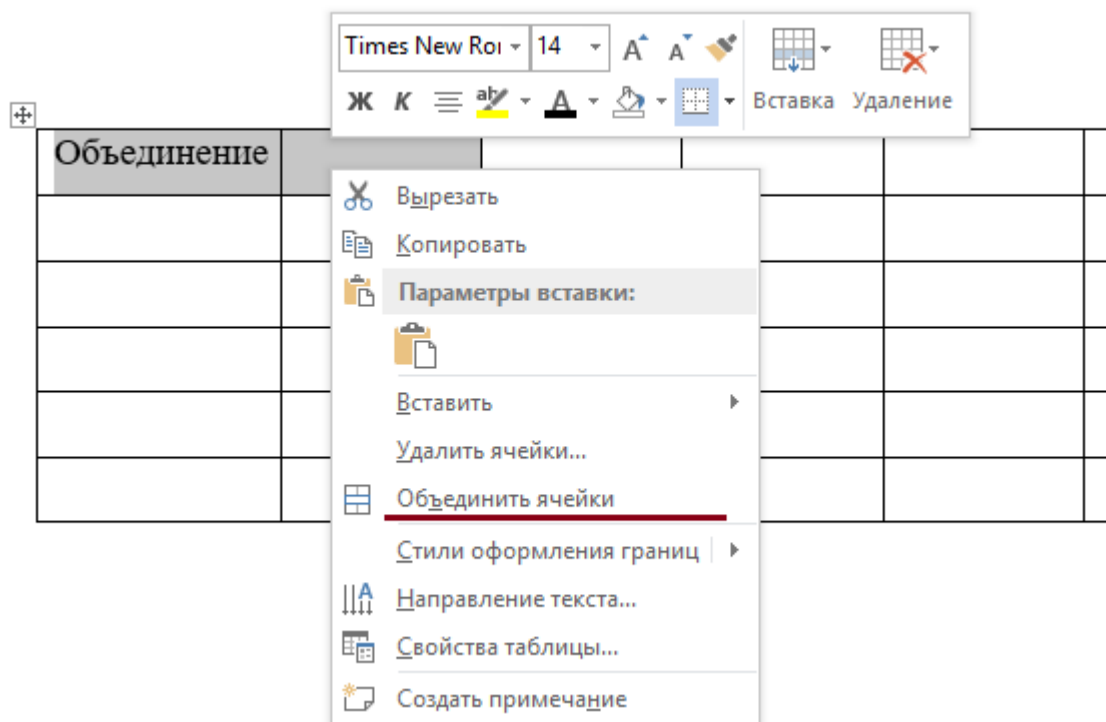 Times New Roı 14
Ж К
Вставка Удаление
Объединение
Вырезать
Копировать
Параметры вставки:
Вставить
Удалить ячейки...
Объединить ячейки
Стили оформления границ
Направление текста...
Свойства таблицы...
Создать примечание